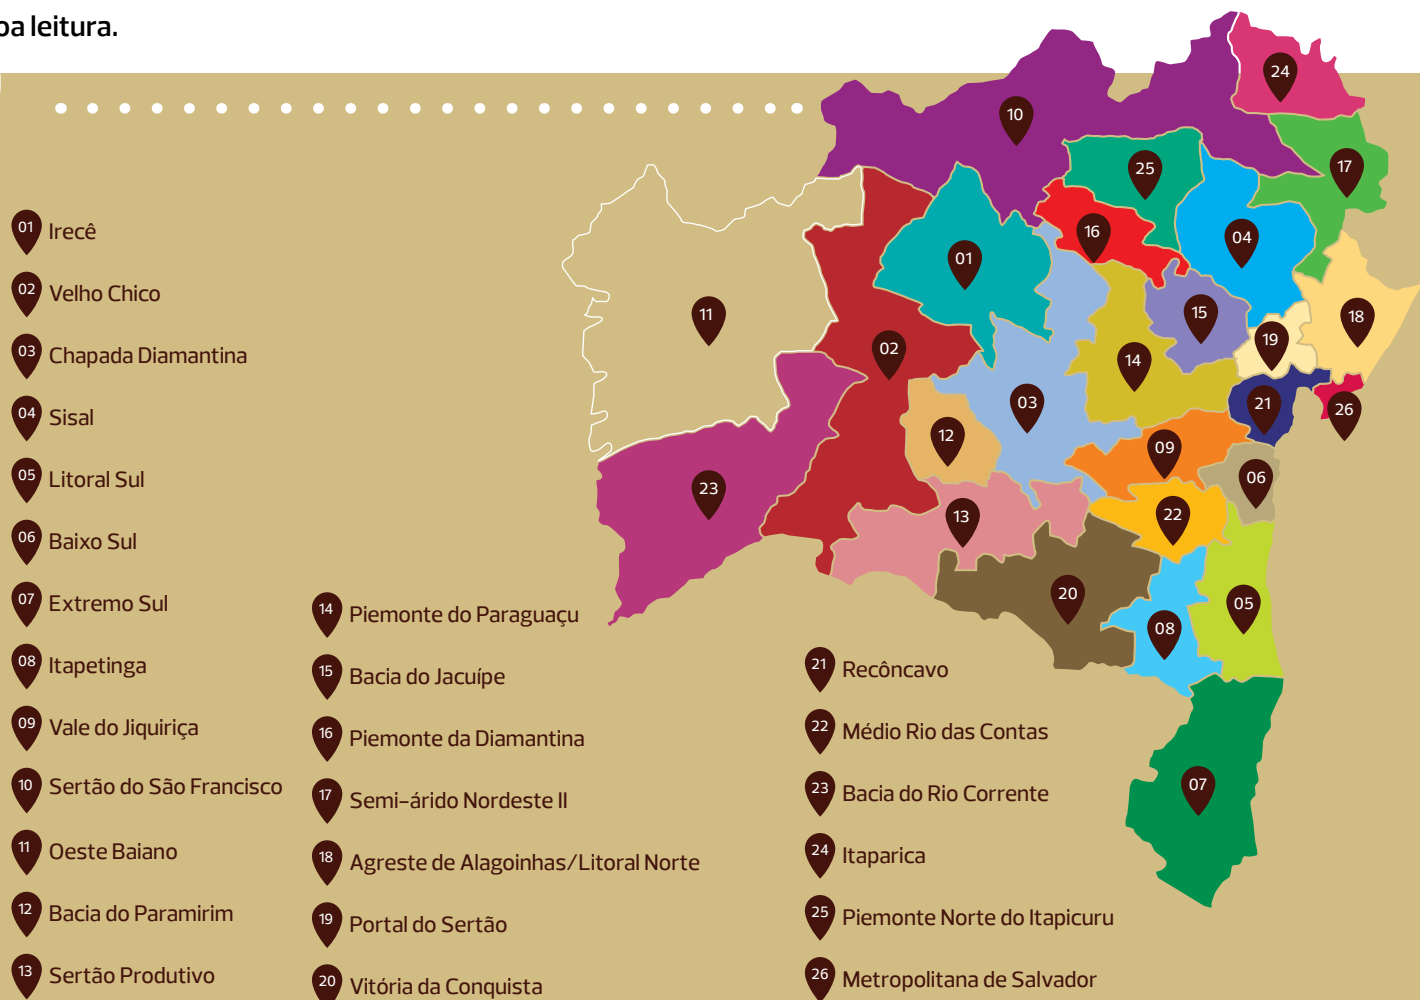 oa leitura.
01 Irecê
02 Velho Chico
03 Chapada Diamantina
04 Sisal
05 Litoral Sul
06 Baixo Sul
07 Extremo Sul
08 Itapetinga
09 Vale do Jiquiriça
10 Sertão do São Francisco
11 Oeste Baiano
12 Bacia do Paramirim
13 Sertão Produtivo
14 Piemonte do Paraguaçu
15 Bacia do Jacuípe
16 Piemonte da Diamantina
17 Semi-árido Nordeste II
18 Agreste de Alagoinhas/Litoral Norte
19 Portal do Sertão
20 Vitória da Conquista
21 Recôncavo
22 Médio Rio das Contas
23 Bacia do Rio Corrente
24 Itaparica
25 Piemonte Norte do Itapicuru
26 Metropolitana de Salvador
24
10
25
17
16
04
01
11
15
18
19
02
14
03
21
26
12
09
06
23
13
22
20
05
08
07